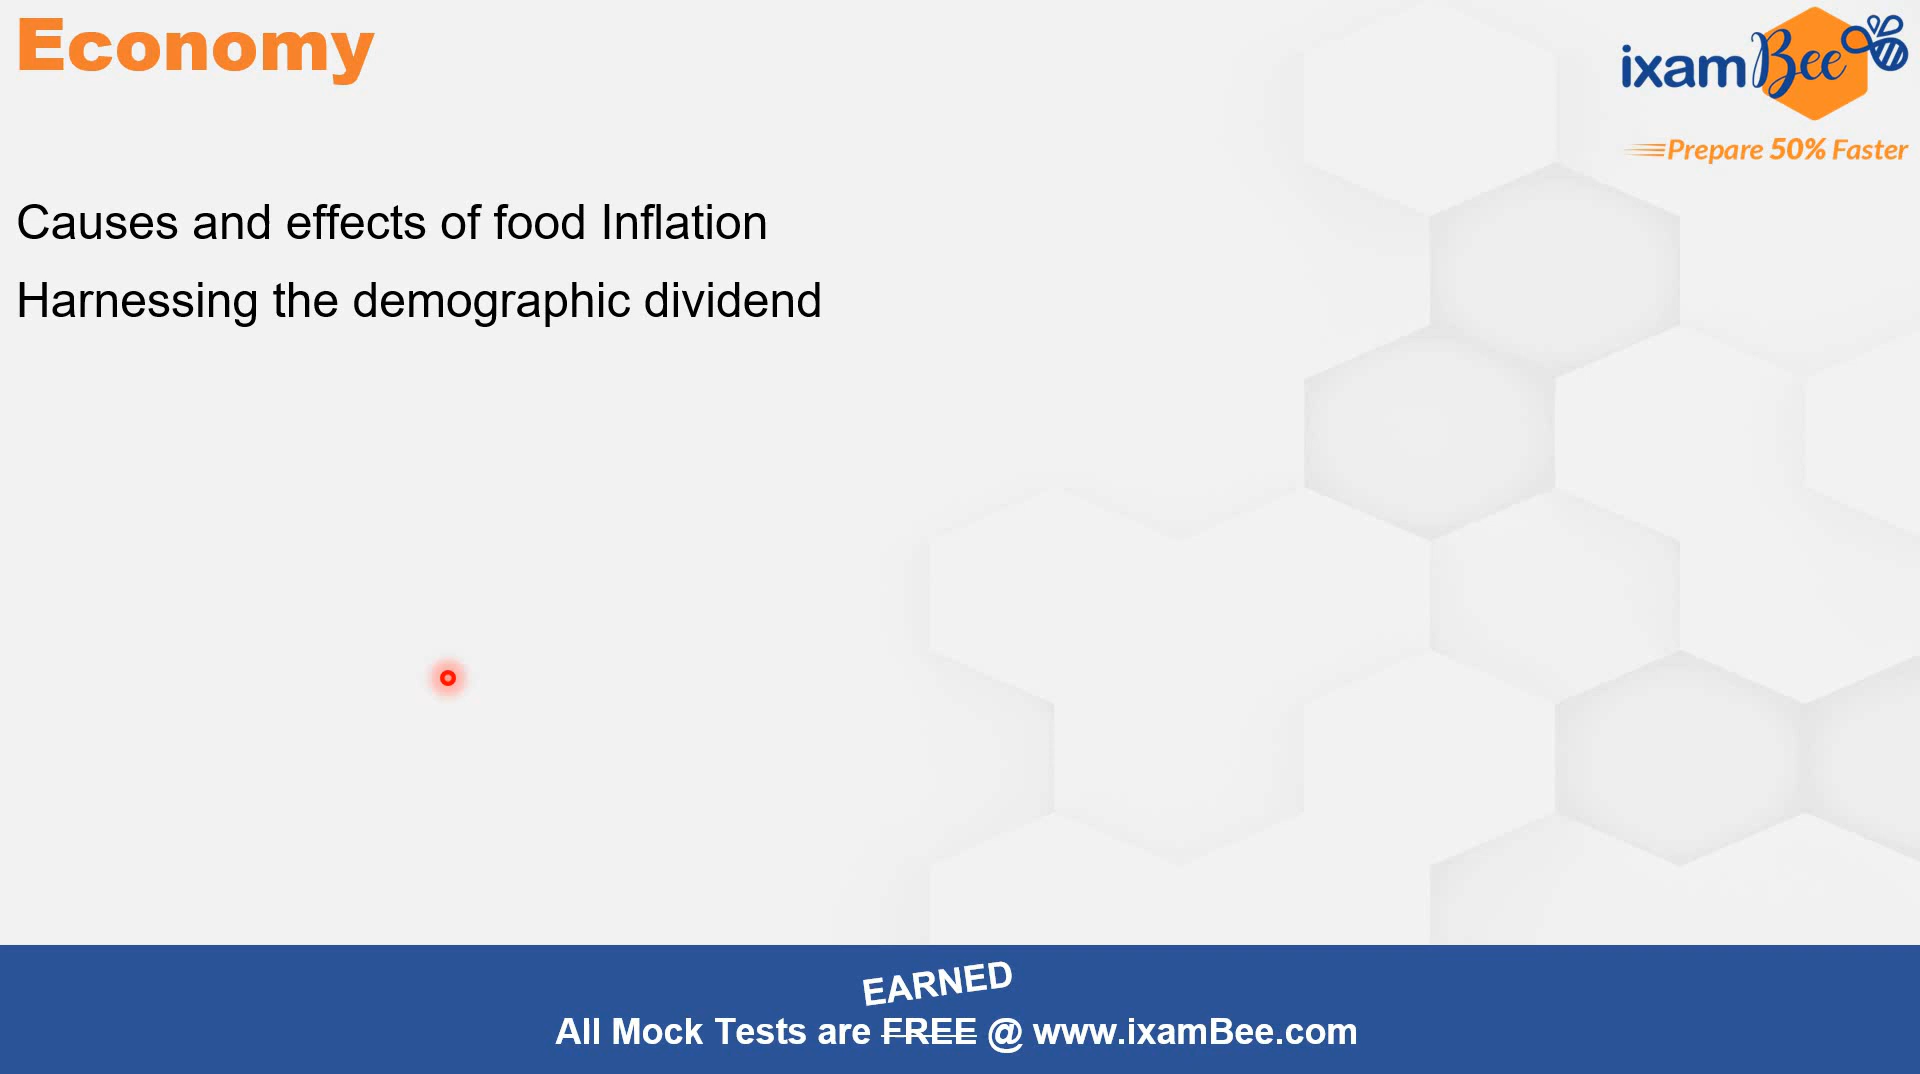 Economy
ixamBee
Prepare 50% Faster
Causes and effects of food Inflation
Harnessing the demographic dividend
EARNED
All Mock Tests are FREE @ www.ixamBee.com